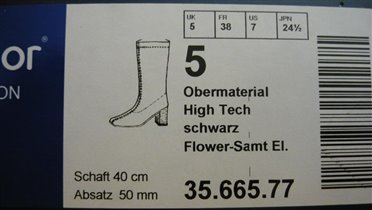 UK FR US JPN
5 38 7 24½
or
ON
5
Obermaterial
High Tech
schwarz
Flower-Samt El.
Schaft 40 cm
Absatz 50 mm
35.665.77